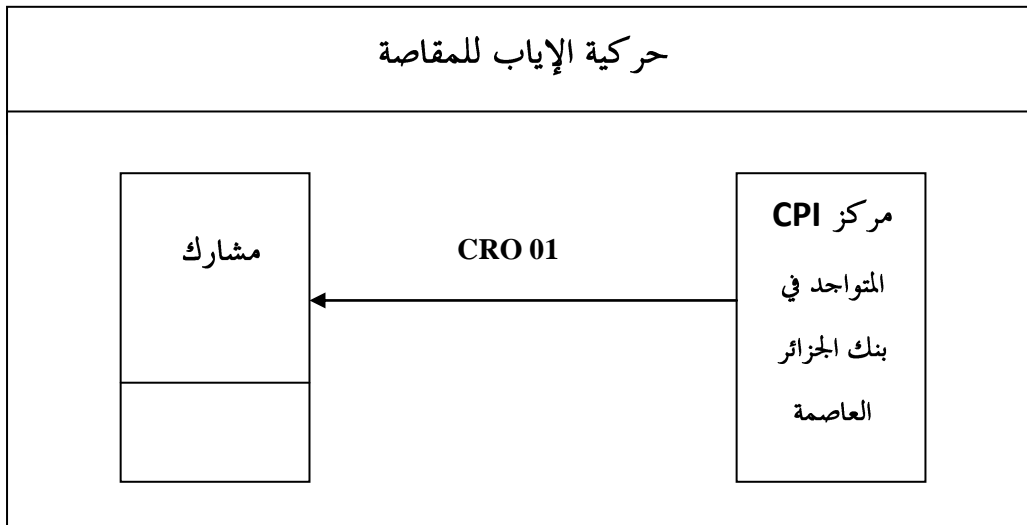 حركية الإياب للمقاصة
مركز CPI
المتواجد في
بنك الجزائر
العاصمة
CRO 01
مشارك